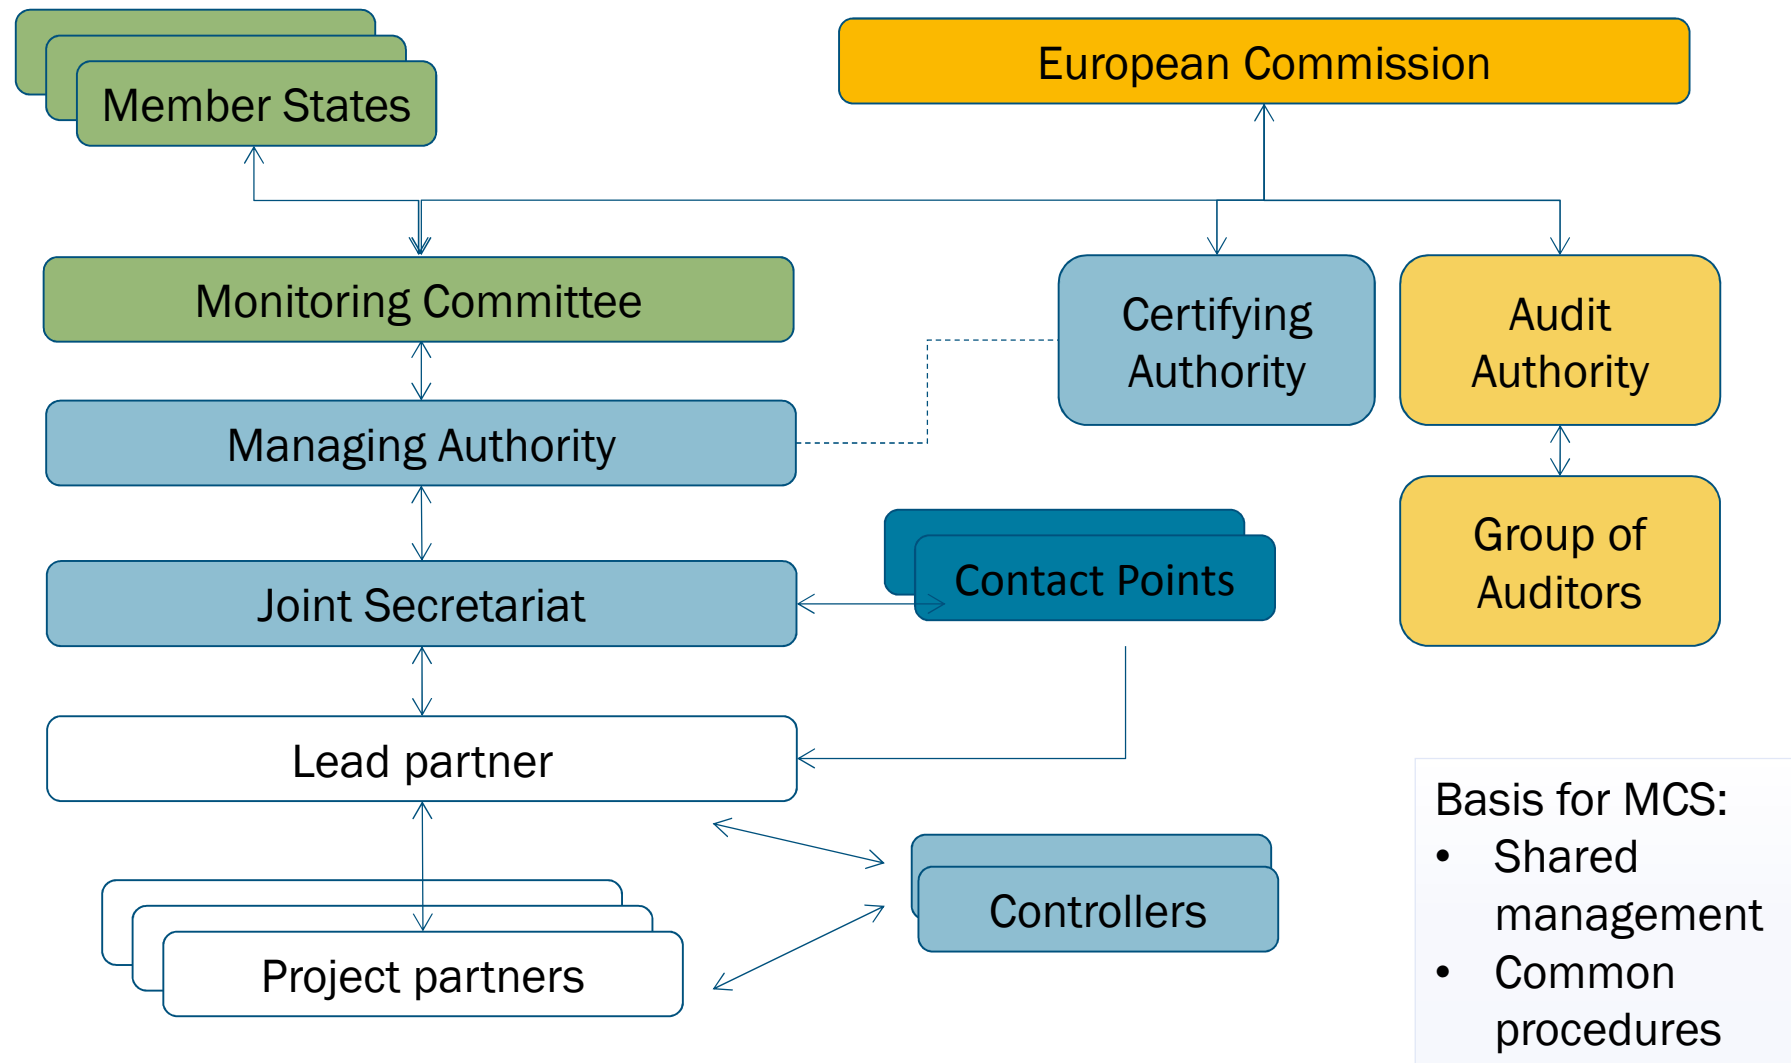 Member States
European Commission
Monitoring Committee
Certifying
Authority
Audit
Authority
Managing Authority
Group of
Auditors
Contact Points
Joint Secretariat
Lead partner
Basis for MCS:
• Shared
management
• Common
procedures
Controllers
Project partners